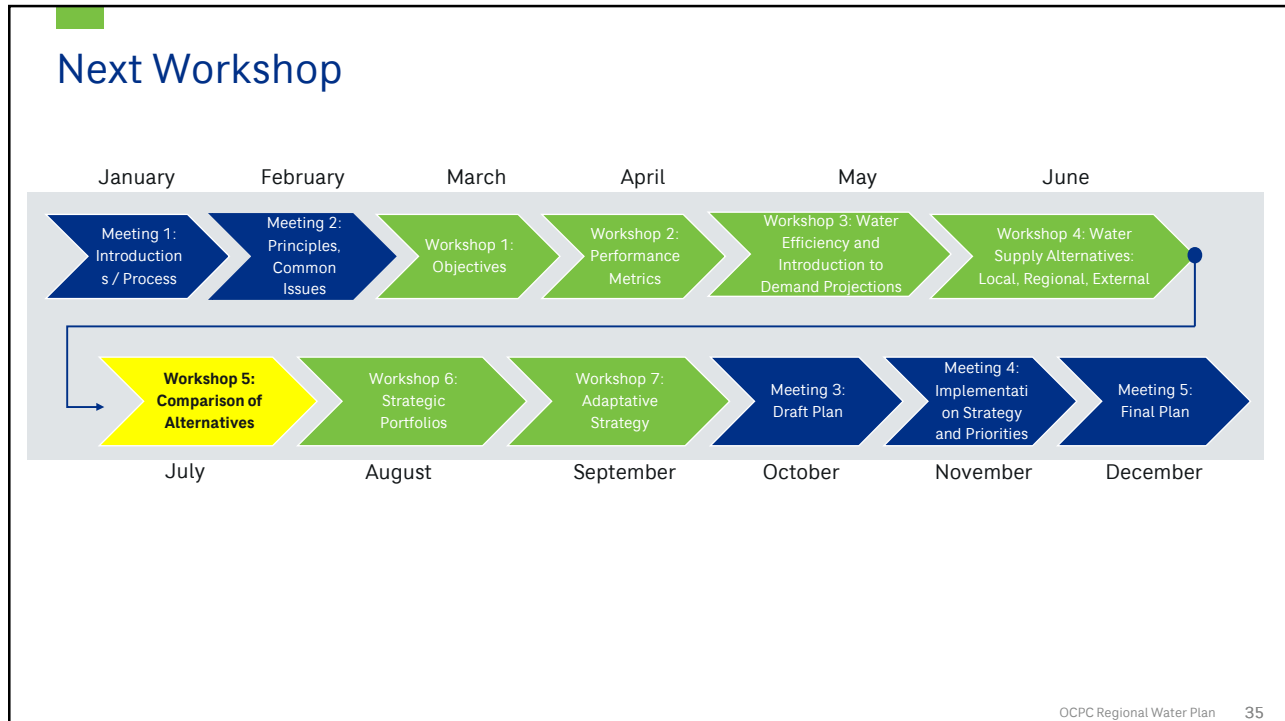 Next Workshop
January February March April May June
Meeting 1:
Introduction
s / Process
Meeting 2:
Principles,
Common
Issues
Workshop 1:
Objectives
Workshop 2:
Performance
Metrics
Workshop 3: Water
Efficiency and
Introduction to
Demand Projections
Workshop 4: Water
Supply Alternatives:
Local, Regional, External
Workshop 5:
Comparison of
Alternatives
Workshop 6:
Strategic
Portfolios
Workshop 7:
Adaptative
Strategy
Meeting 3:
Draft Plan
Meeting 4:
Implementati
on Strategy
and Priorities
Meeting 5:
Final Plan
July August September October November December
OCPC Regional Water Plan 35